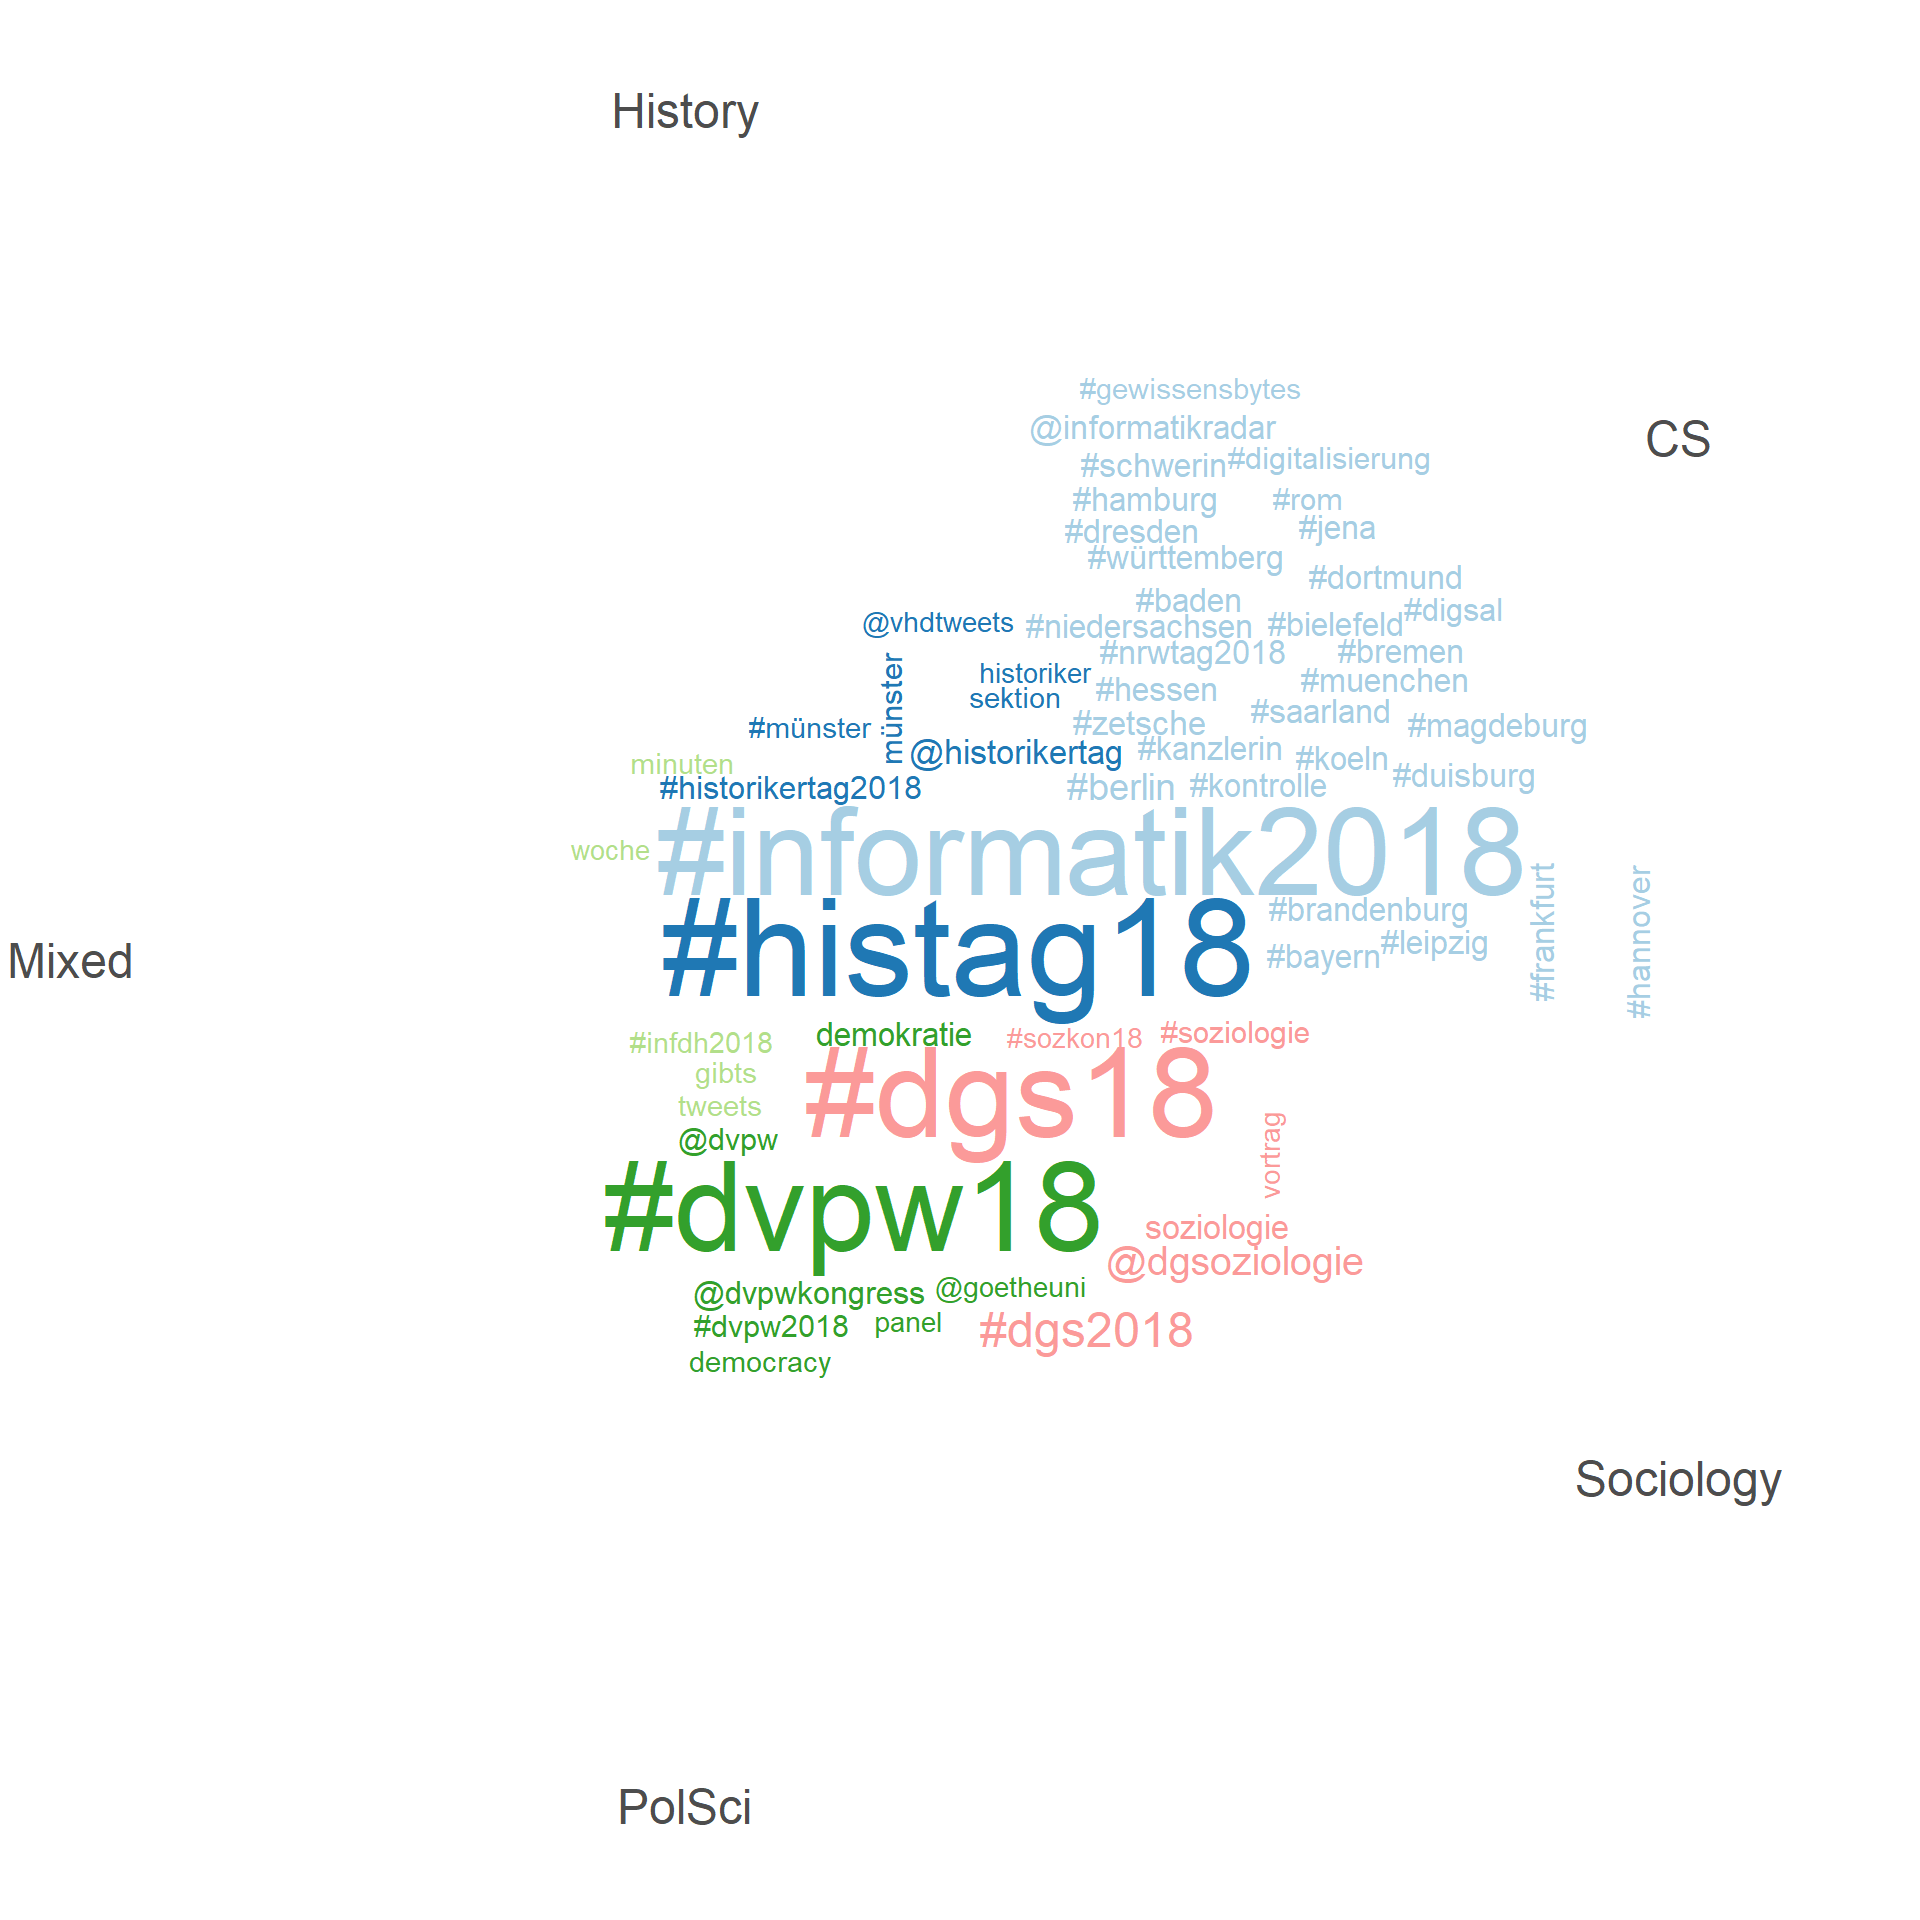 History
#gewissensbytes
@informatikradar
CS
#schwerin
#digitalisierung
#hamburg
#rom
#dresden
#jena
#württemberg
#dortmund
#baden
#digsal
@vhdtweets
#niedersachsen
#bielefeld
#nrwtag2018
#bremen
münster
historiker
#hessen
#muenchen
sektion
#saarland
#münster
#zetsche
#magdeburg
@historikertag
#kanzlerin
#koeln
minuten
#historikertag2018
#berlin
#kontrolle
#duisburg
woche
#informatik2018
#histag18
#brandenburg
#frankfurt
#hannover
#bayern
#leipzig
Mixed
#infdh2018
demokratie
#sozkon18
#soziologie
gibts
#dgs18
tweets
@dvpw
vortrag
#dvpw18
soziologie
@dgsoziologie
@dvpwkongress
@goetheuni
#dvpw2018
panel
#dgs2018
democracy
Sociology
PolSci